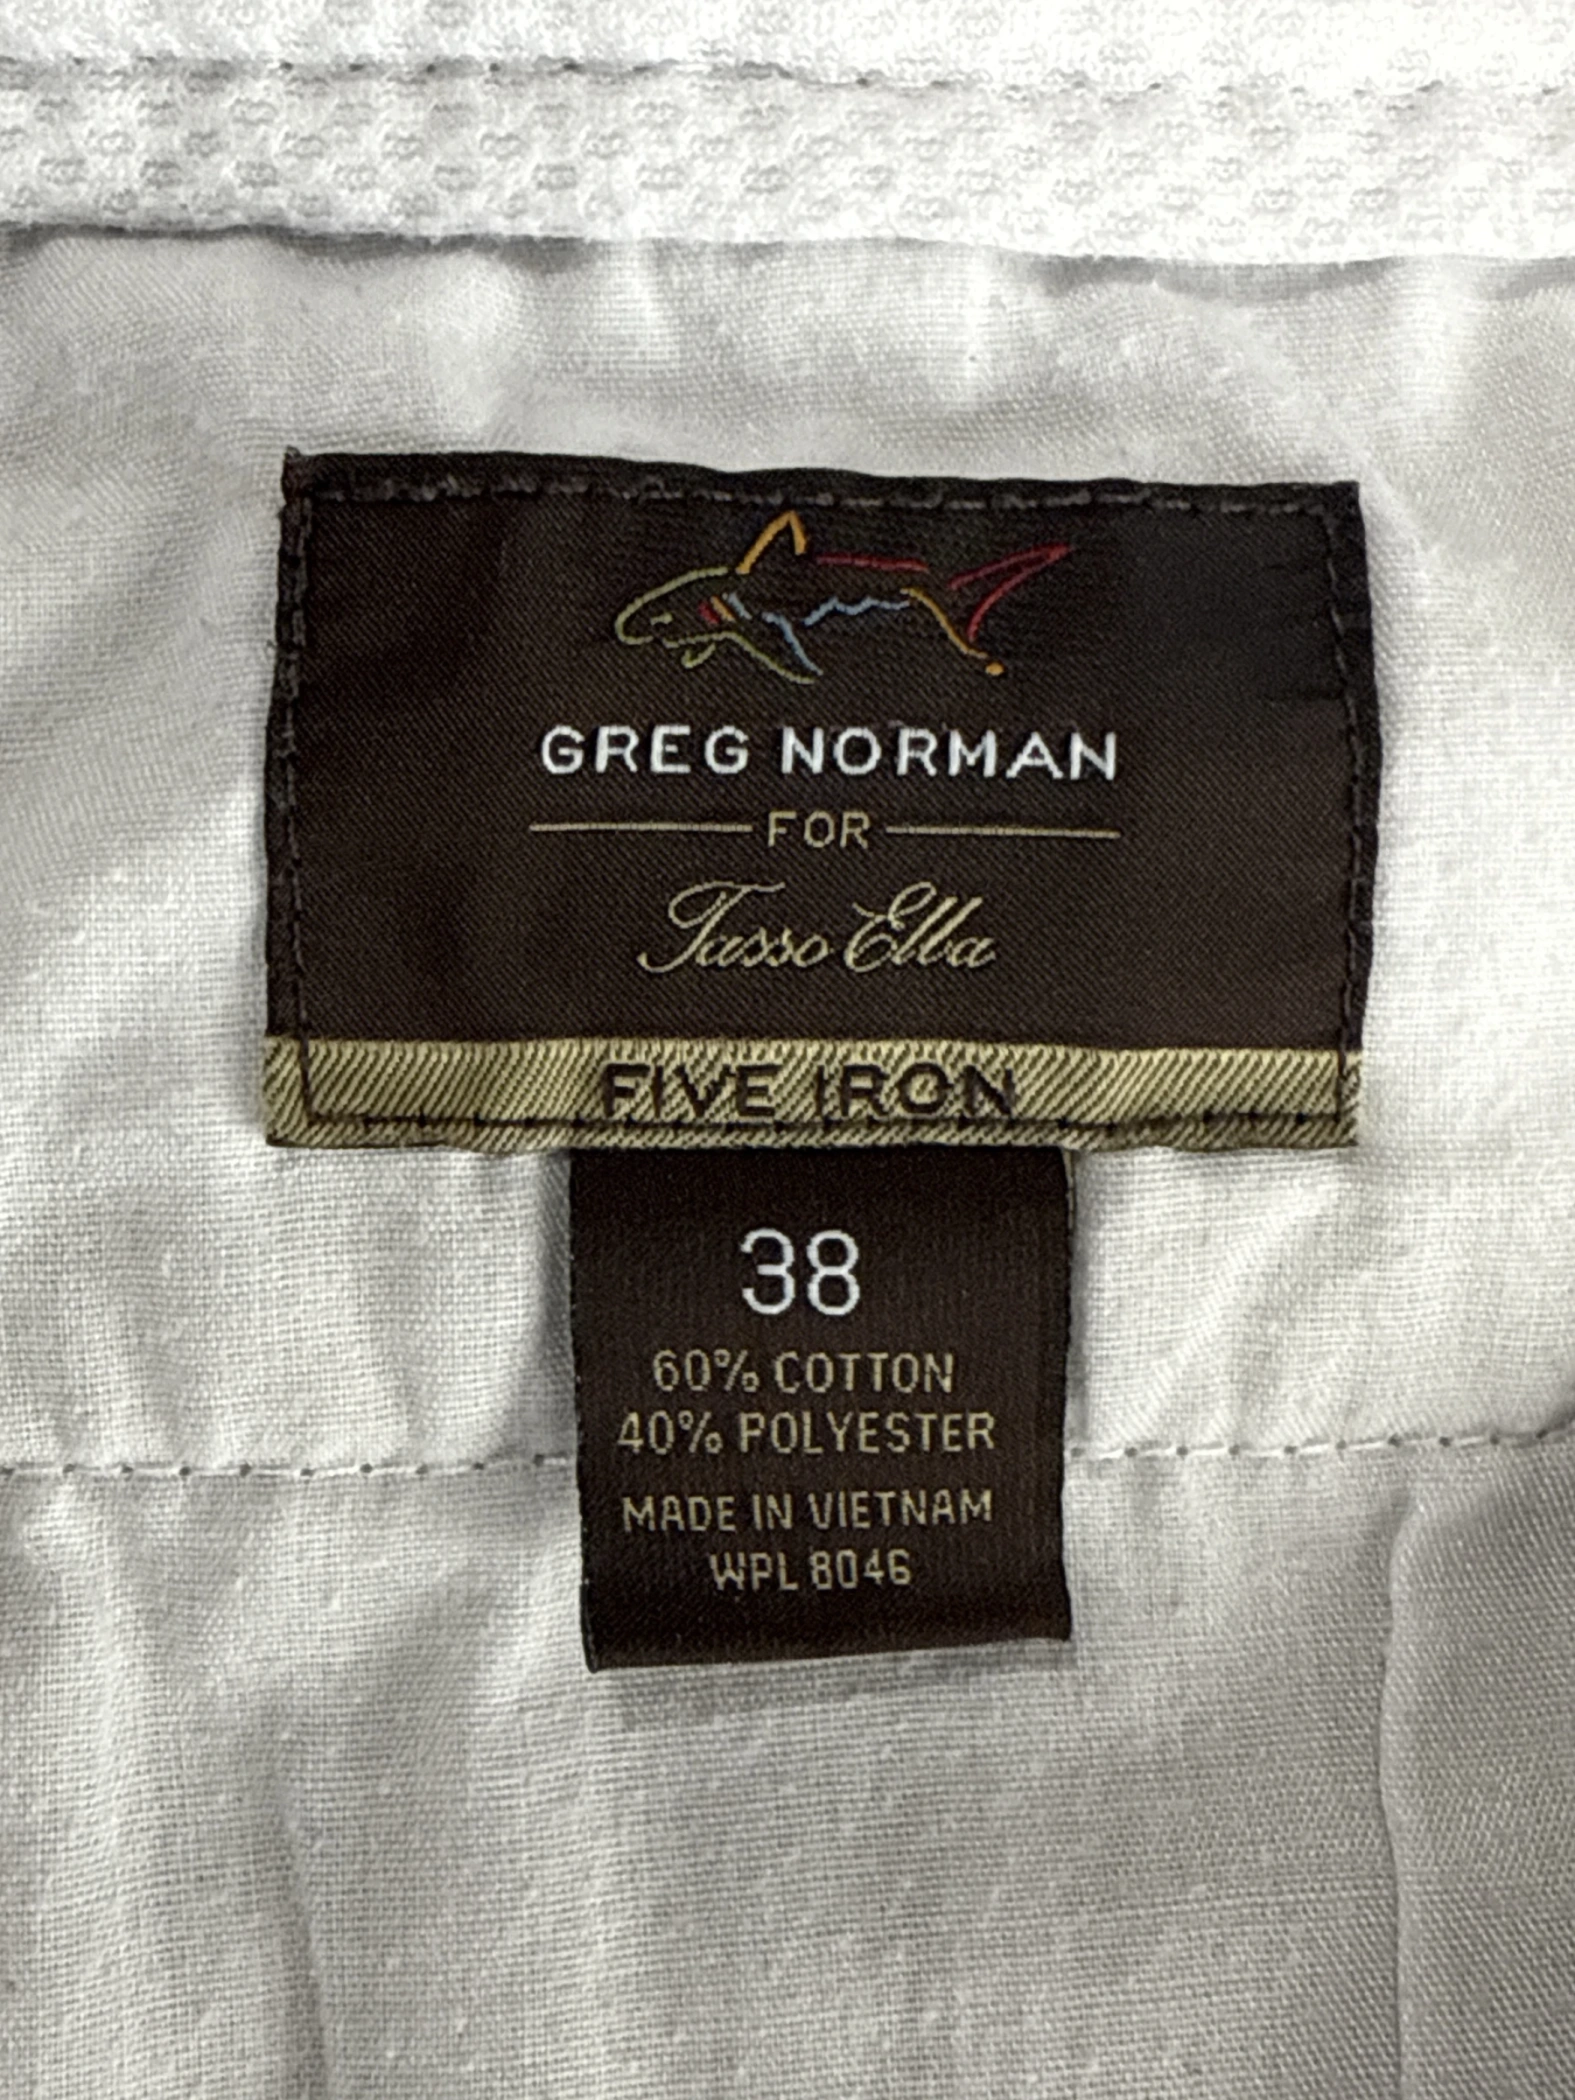 GREG NORMAN
FOR
Tasso Elba
FIVE IRON
38
60% COTTON
40% POLYESTER
MADE IN VIETNAM
WPL 8046